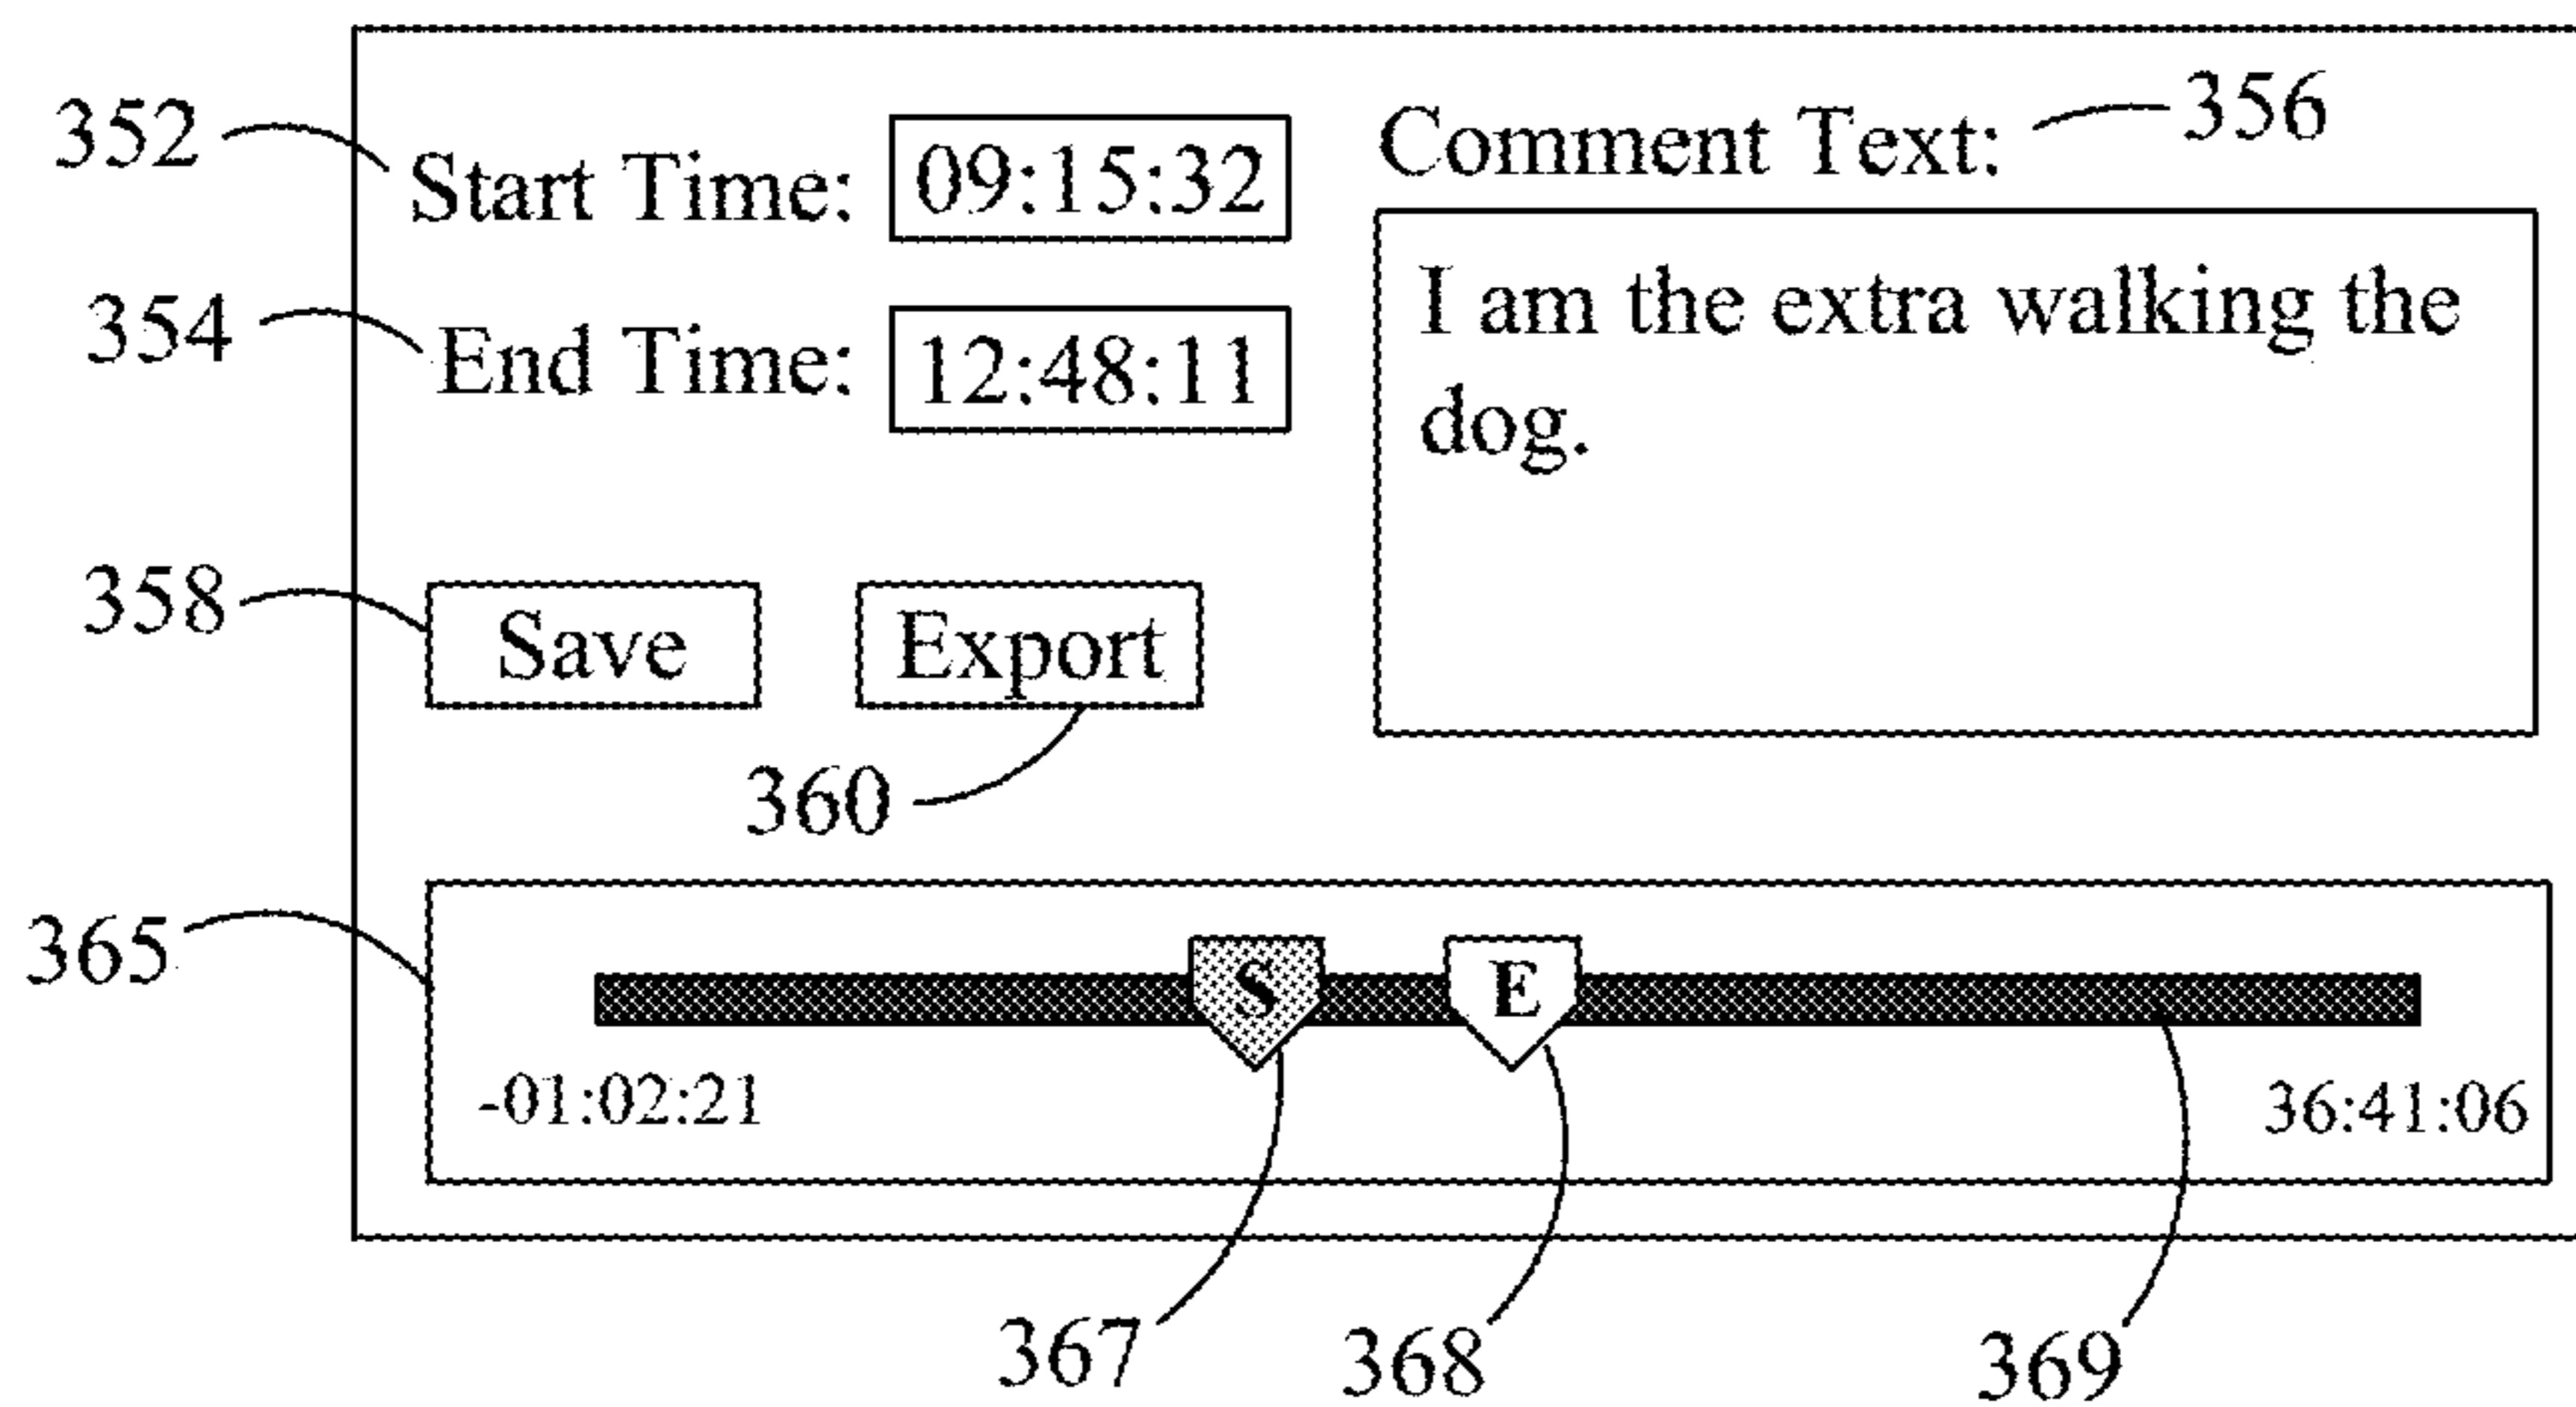 352
Start Time: 09:15:32
354
End Time: 12:48:11
Comment Text: 356
I am the extra walking the
dog.
358
Save
Export
360
365
S
E
-01:02:21
36:41:06
367
368
369